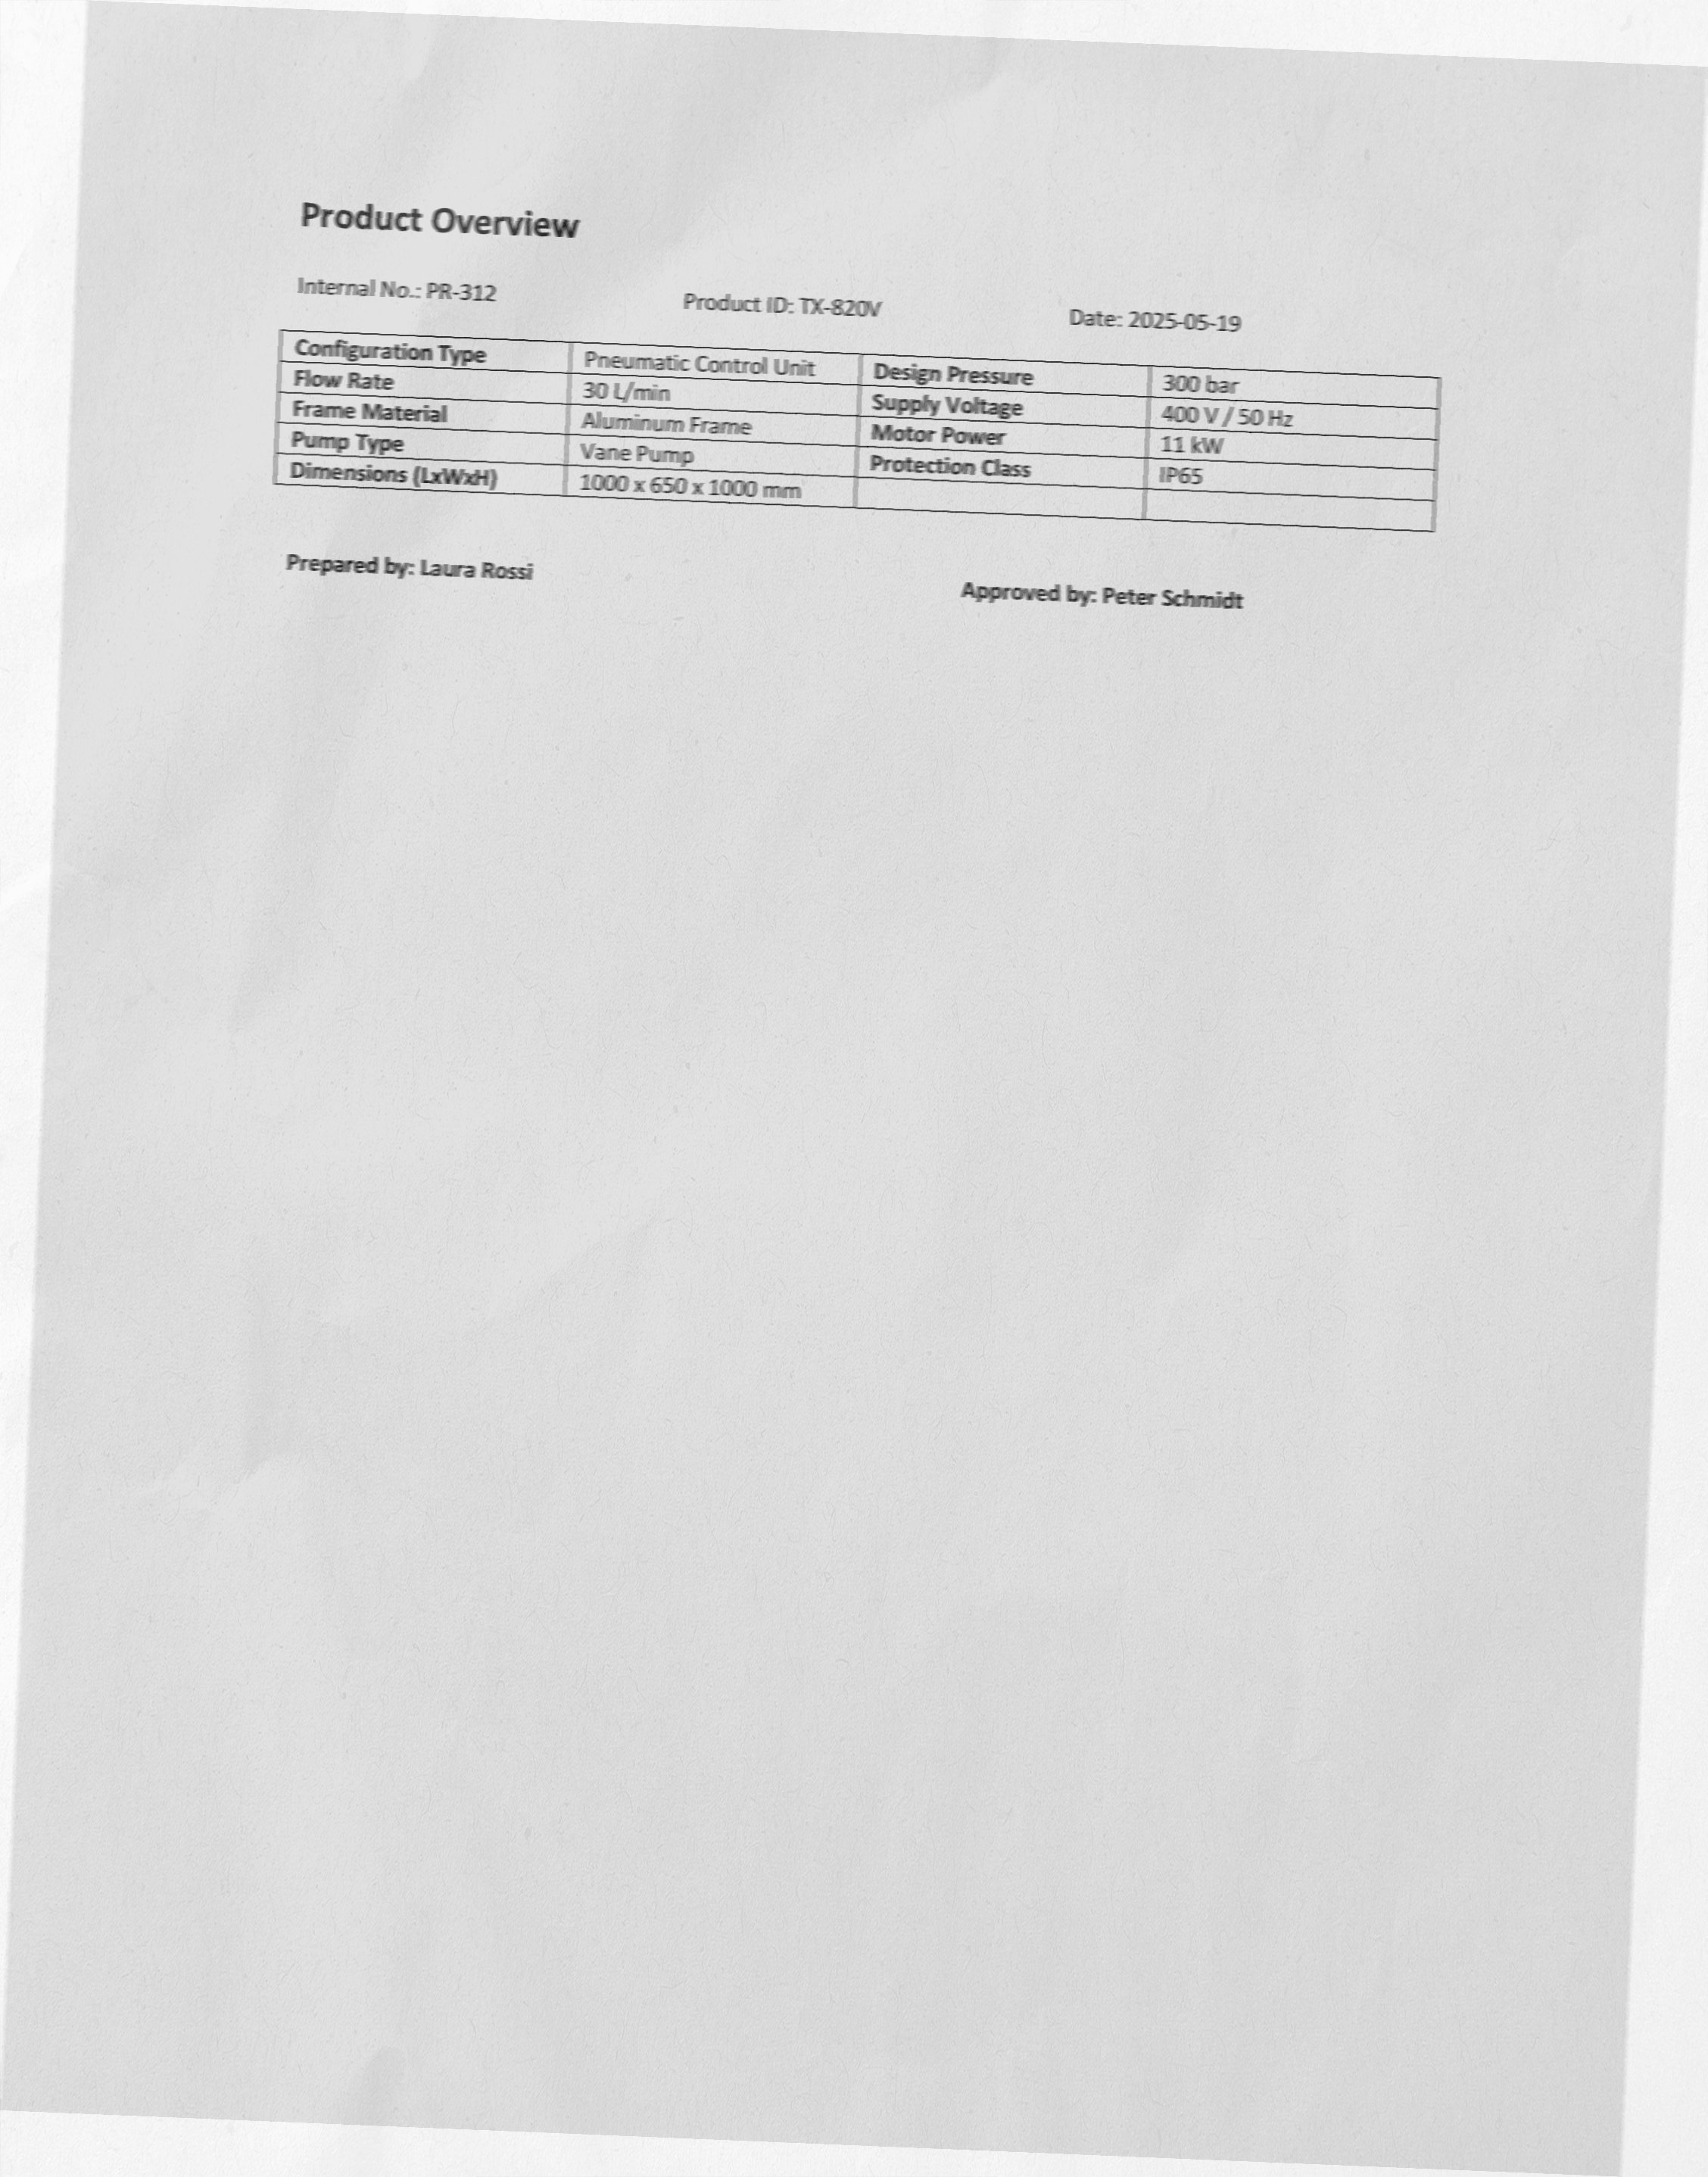 Product Overview
Internal No.: PR-312 Product ID: TX-820V Date: 2025-05-19
Configuration Type Pneumatic Control Unit Design Pressure 300 bar
Flow Rate 30 L/min Supply Voltage 400 V / 50 Hz
Frame Material Aluminum Frame Motor Power 11 kW
Pump Type Vane Pump Protection Class IP65
Dimensions (LxWxH) 1000 x 650 x 1000 mm
Prepared by: Laura Rossi Approved by: Peter Schmidt